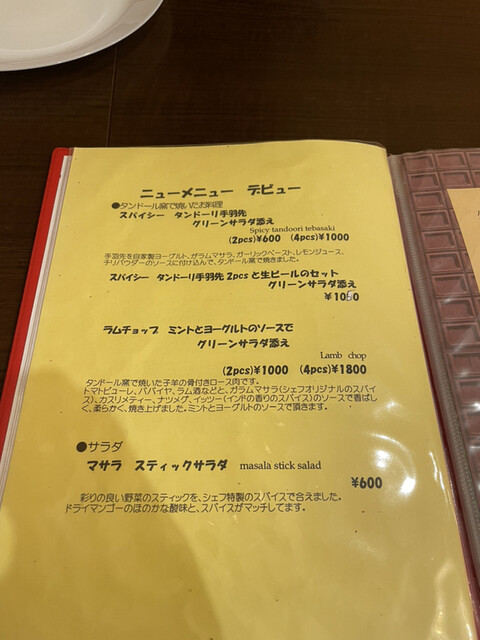 ニューメニュー デビュー
●タンドール窯で焼いたお料理
スパイシー タンドーリ手羽先
グリーンサラダ添え
Spicy tandoori tebasaki
(2pcs)¥600 (4pcs)¥1000
手羽先を自家製ヨーグルト、ガラムマサラ、ガーリックペースト、レモンジュース、
チリパウダーのソースに付け込んで、タンドール窯で焼きました。
スパイシー タンドーリ手羽先 2pcs と生ビールのセット
グリーンサラダ添え
¥1050
ラムチョップ ミントとヨーグルトのソースで
グリーンサラダ添え
Lamb chop
(2pcs)¥1000 (4pcs)¥1800
タンドール窯で焼いた子羊の骨付きロース肉です。
トマトピューレ、パパイヤ、ラム酒などと、ガラムマサラ(シェフオリジナルのスパイ
ス)、カスリメティー、ナツメグ、イッツー(インドの香りのスパイス)のソースで香ばし
く、柔らかく、焼き上げました。ミントとヨーグルトのソースで頂きます。
●サラダ
マサラ スティックサラダ masala stick salad
¥600
彩りの良い野菜のスティックを、シェフ特製のスパイスで合えました。
ドライマンゴーのほのかな酸味と、スパイスがマッチしてます。